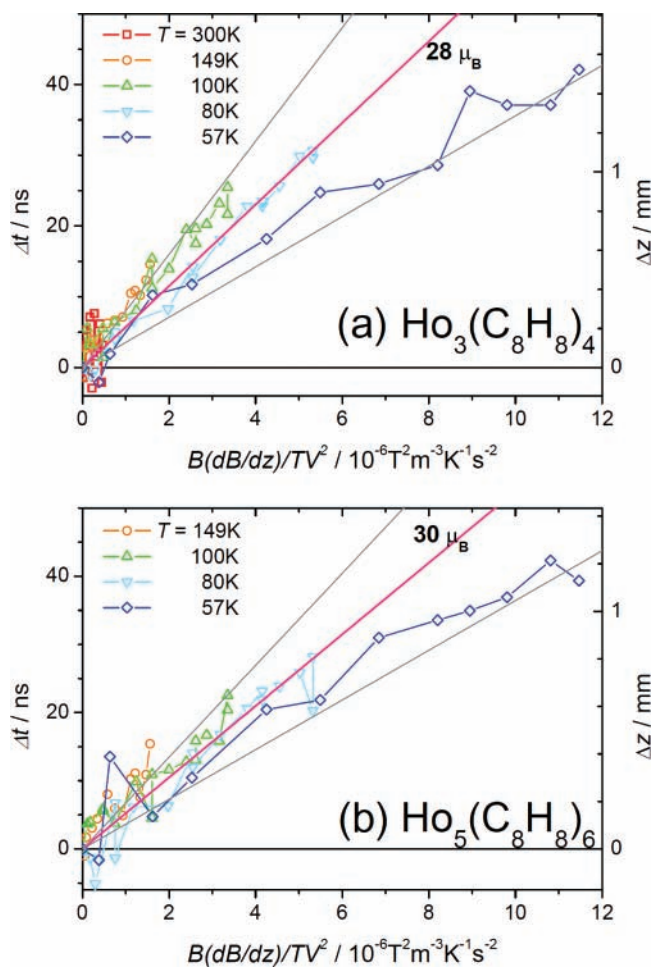 T = 300K
149K
100K
80K
57K
28 μB
40
20
0
Δt / ns
1
0
Δz / mm
(a) Ho3(C8H8)4
0 2 4 6 8 10 12
B(dB/dz)/TV² / 10⁻⁶T²m⁻³K⁻¹s⁻²
T = 149K
100K
80K
57K
30 μB
40
20
0
Δt / ns
1
0
Δz / mm
(b) Ho5(C8H8)6
0 2 4 6 8 10 12
B(dB/dz)/TV² / 10⁻⁶T²m⁻³K⁻¹s⁻²